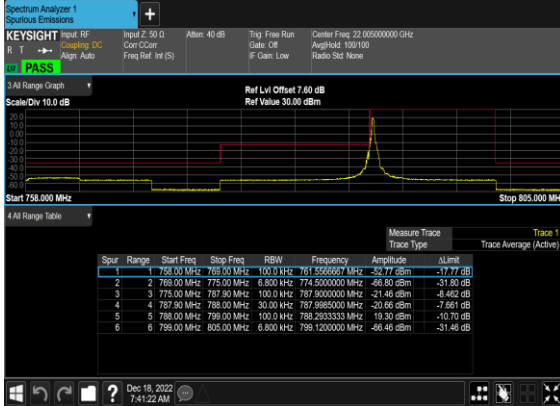 Spectrum Analyzer 1
Spurious Emissions
+
KEYSIGHT Input: RF Input Z: 50 Ω Atten: 40 dB Trig: Free Run Center Freq: 22.005000000 GHz
R T Coupling: DC Corr CCorr Gate: Off Avg|Hold: 100/100
Align: Auto Freq Ref: Int (S) IF Gain: Low Radio Std: None
PASS
3 All Range Graph
Ref Lvl Offset 7.60 dB
Scale/Div 10.0 dB Ref Value 30.00 dBm
20.0
10.0
0.00
-10.0
-20.0
-30.0
-40.0
-50.0
-60.0
Start 758.000 MHz Stop 805.000 MH
4 All Range Table
Measure Trace Trace 1
Trace Type Trace Average (Active)
Spur Range Start Freq Stop Freq RBW Frequency Amplitude ΔLimit
1 1 758.00 MHz 769.00 MHz 100.0 kHz 761.5566667 MHz -52.77 dBm -17.77 dB
2 2 769.00 MHz 775.00 MHz 6.800 kHz 774.5000000 MHz -66.80 dBm -31.80 dB
3 3 775.00 MHz 787.90 MHz 100.0 kHz 787.9000000 MHz -21.46 dBm -8.462 dB
4 4 787.90 MHz 788.00 MHz 30.00 kHz 787.9985000 MHz -20.66 dBm -7.661 dB
5 5 788.00 MHz 799.00 MHz 100.0 kHz 788.2933333 MHz 19.30 dBm -10.70 dB
6 6 799.00 MHz 805.00 MHz 6.800 kHz 799.1200000 MHz -66.46 dBm -31.46 dB
? Dec 18, 2022
7:41:22 AM